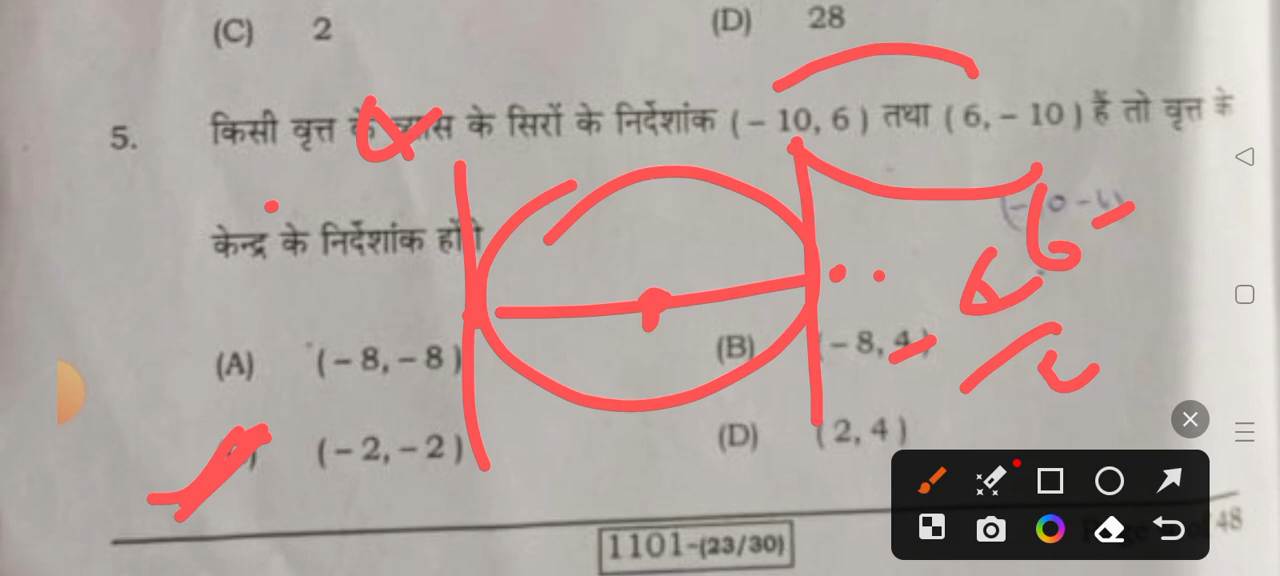 (C) 2 (D) 28
5. किसी वृत्त के व्यास के सिरों के निर्देशांक (– 10, 6) तथा (6, – 10) हैं तो वृत्त के
केन्द्र के निर्देशांक होंगे
(A) (– 8, – 8) (B) (– 8, 4)
(– 2, – 2) (D) (2, 4)
1101-(23/30) 48